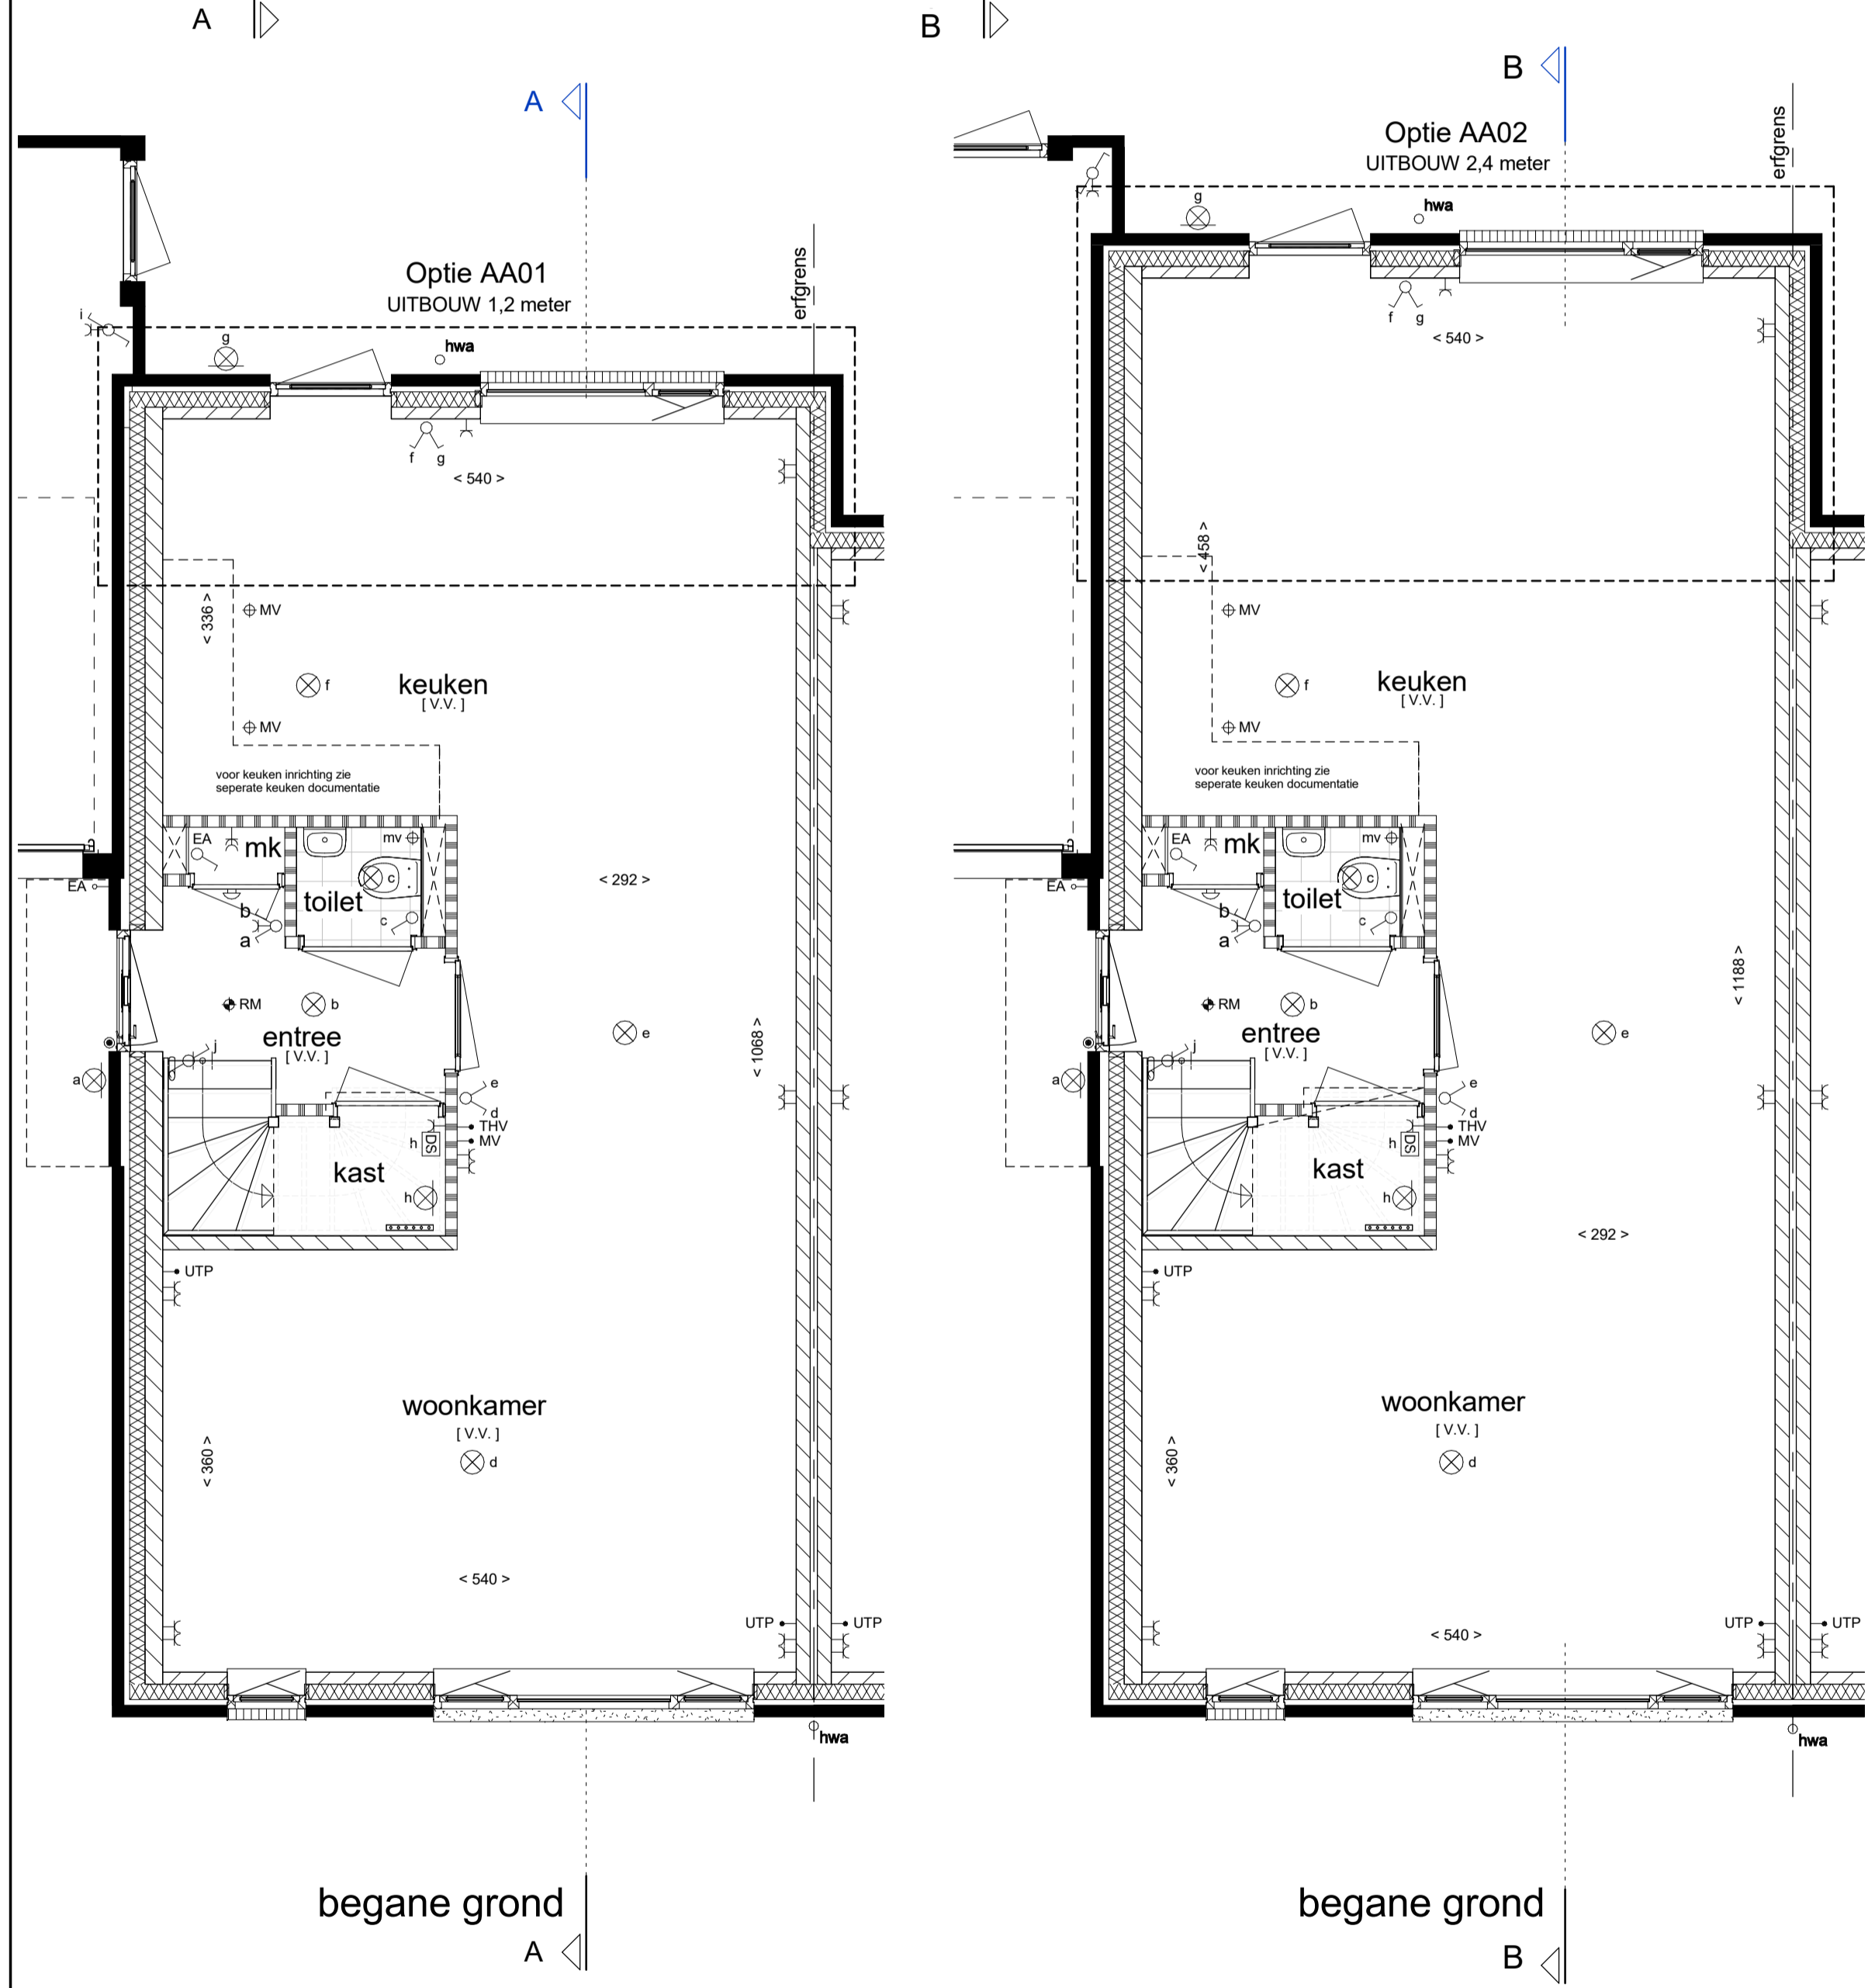 A
B
A
Optie AA01
UITBOUW 1,2 meter
erfgrens
i
g
hwa
f
g
< 540 >
< 336 >
MV
f
keuken
[ V.V. ]
MV
voor keuken inrichting zie
seperate keuken documentatie
EA
mk
mv
c
toilet
c
EA
b
a
< 292 >
RM
b
e
entree
[ V.V. ]
j
< 1068 >
a
e
d
THV
MV
h
DS
kast
h
UTP
woonkamer
[ V.V. ]
d
< 360 >
< 540 >
UTP
UTP
hwa
begane grond
A
B
Optie AA02
UITBOUW 2,4 meter
erfgrens
g
hwa
f
g
< 540 >
< 458 >
MV
f
keuken
[ V.V. ]
MV
voor keuken inrichting zie
seperate keuken documentatie
EA
mk
mv
c
toilet
c
EA
b
a
< 1188 >
RM
b
e
entree
[ V.V. ]
j
a
e
d
THV
MV
h
DS
kast
h
< 292 >
UTP
woonkamer
[ V.V. ]
d
< 360 >
< 540 >
UTP
UTP
hwa
begane grond
B